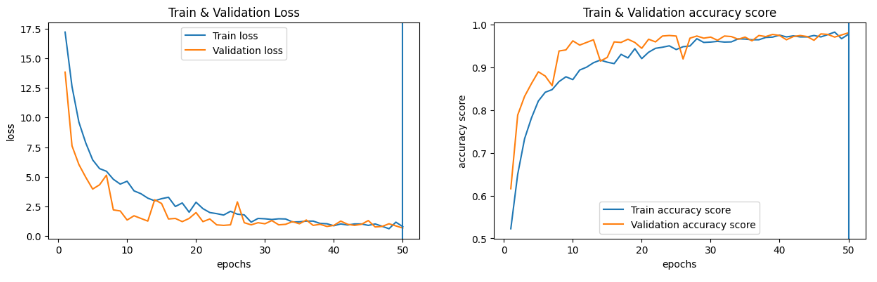 Train & Validation Loss
17.5
15.0
12.5
10.0
7.5
5.0
2.5
0.0
loss
Train loss
Validation loss
0
10
20
30
40
50
epochs
Train & Validation accuracy score
1.0
0.9
0.8
0.7
0.6
0.5
accuracy score
Train accuracy score
Validation accuracy score
0
10
20
30
40
50
epochs